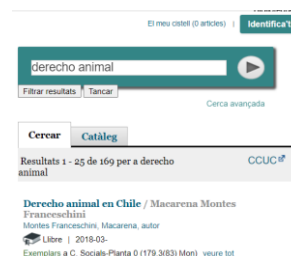 El meu cistell (0 articles) | Identifica't
derecho animal
Filtrar resultats Tancar
Cerca avançada
Cercar Catàleg
Resultats 1 - 25 de 169 per a derecho animal CCUC
Derecho animal en Chile / Macarena Montes
Franceschini
Montes Franceschini, Macarena, autor
Llibre | 2018-03-
Exemplars a C. Socials-Planta 0 (179.3(83) Mon) veure tot